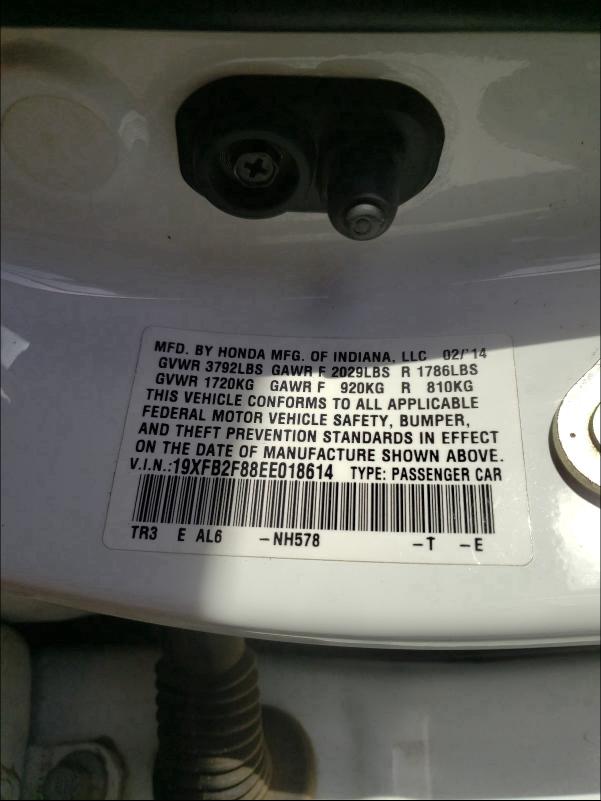 MFD. BY HONDA MFG. OF INDIANA, LLC 02/'14
GVWR 3792LBS GAWR F 2029LBS R 1786LBS
GVWR 1720KG GAWR F 920KG R 810KG
THIS VEHICLE CONFORMS TO ALL APPLICABLE
FEDERAL MOTOR VEHICLE SAFETY, BUMPER,
AND THEFT PREVENTION STANDARDS IN EFFECT
ON THE DATE OF MANUFACTURE SHOWN ABOVE.
V.I.N.:19XFB2F88EE018614 TYPE: PASSENGER CAR
TR3 E AL6 -NH578 -T -E